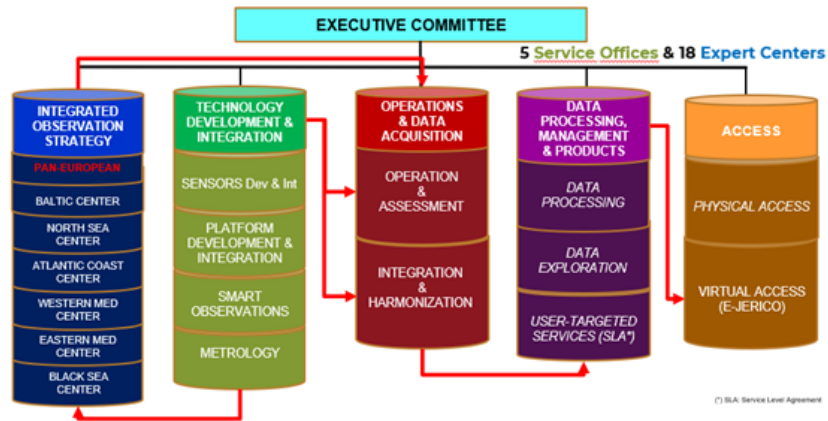 EXECUTIVE COMMITTEE
5 Service Offices & 18 Expert Centers
INTEGRATED
OBSERVATION
STRATEGY
PAN-EUROPEAN
BALTIC CENTER
NORTH SEA
CENTER
ATLANTIC COAST
CENTER
WESTERN MED
CENTER
EASTERN MED
CENTER
BLACK SEA
CENTER
TECHNOLOGY
DEVELOPMENT &
INTEGRATION
SENSORS Dev & Int
PLATFORM
DEVELOPMENT &
INTEGRATION
SMART
OBSERVATIONS
METROLOGY
OPERATIONS
& DATA
ACQUISITION
OPERATION
&
ASSESSMENT
INTEGRATION
&
HARMONIZATION
DATA
PROCESSING,
MANAGEMENT
& PRODUCTS
DATA
PROCESSING
DATA
EXPLORATION
USER-TARGETED
SERVICES (SLA*)
ACCESS
PHYSICAL ACCESS
VIRTUAL ACCESS
(E-JERICO)
(*) SLA: Service Level Agreement